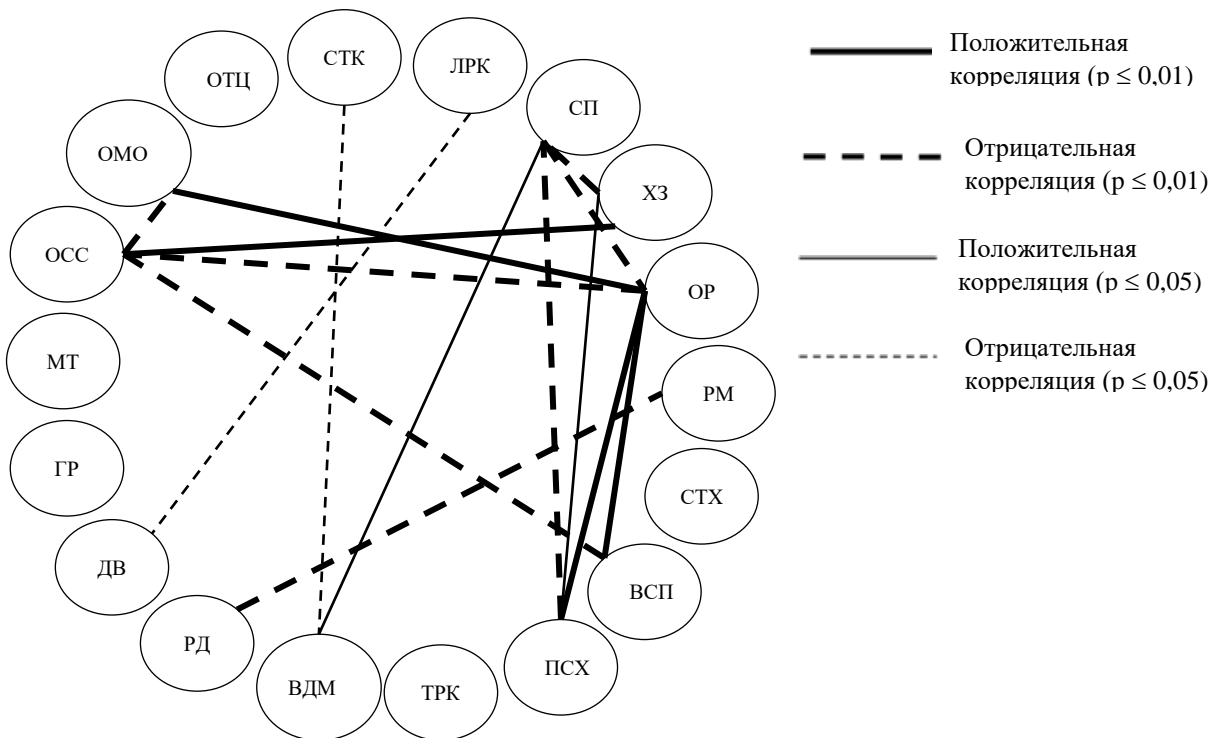 СТК
ЛРК
ОТЦ
СП
ОМО
ХЗ
ОСС
ОР
МТ
РМ
ГР
СТХ
ДВ
ВСП
РД
ПСХ
ВДМ
ТРК
Положительная
корреляция (p ≤ 0,01)
Отрицательная
корреляция (p ≤ 0,01)
Положительная
корреляция (p ≤ 0,05)
Отрицательная
корреляция (p ≤ 0,05)